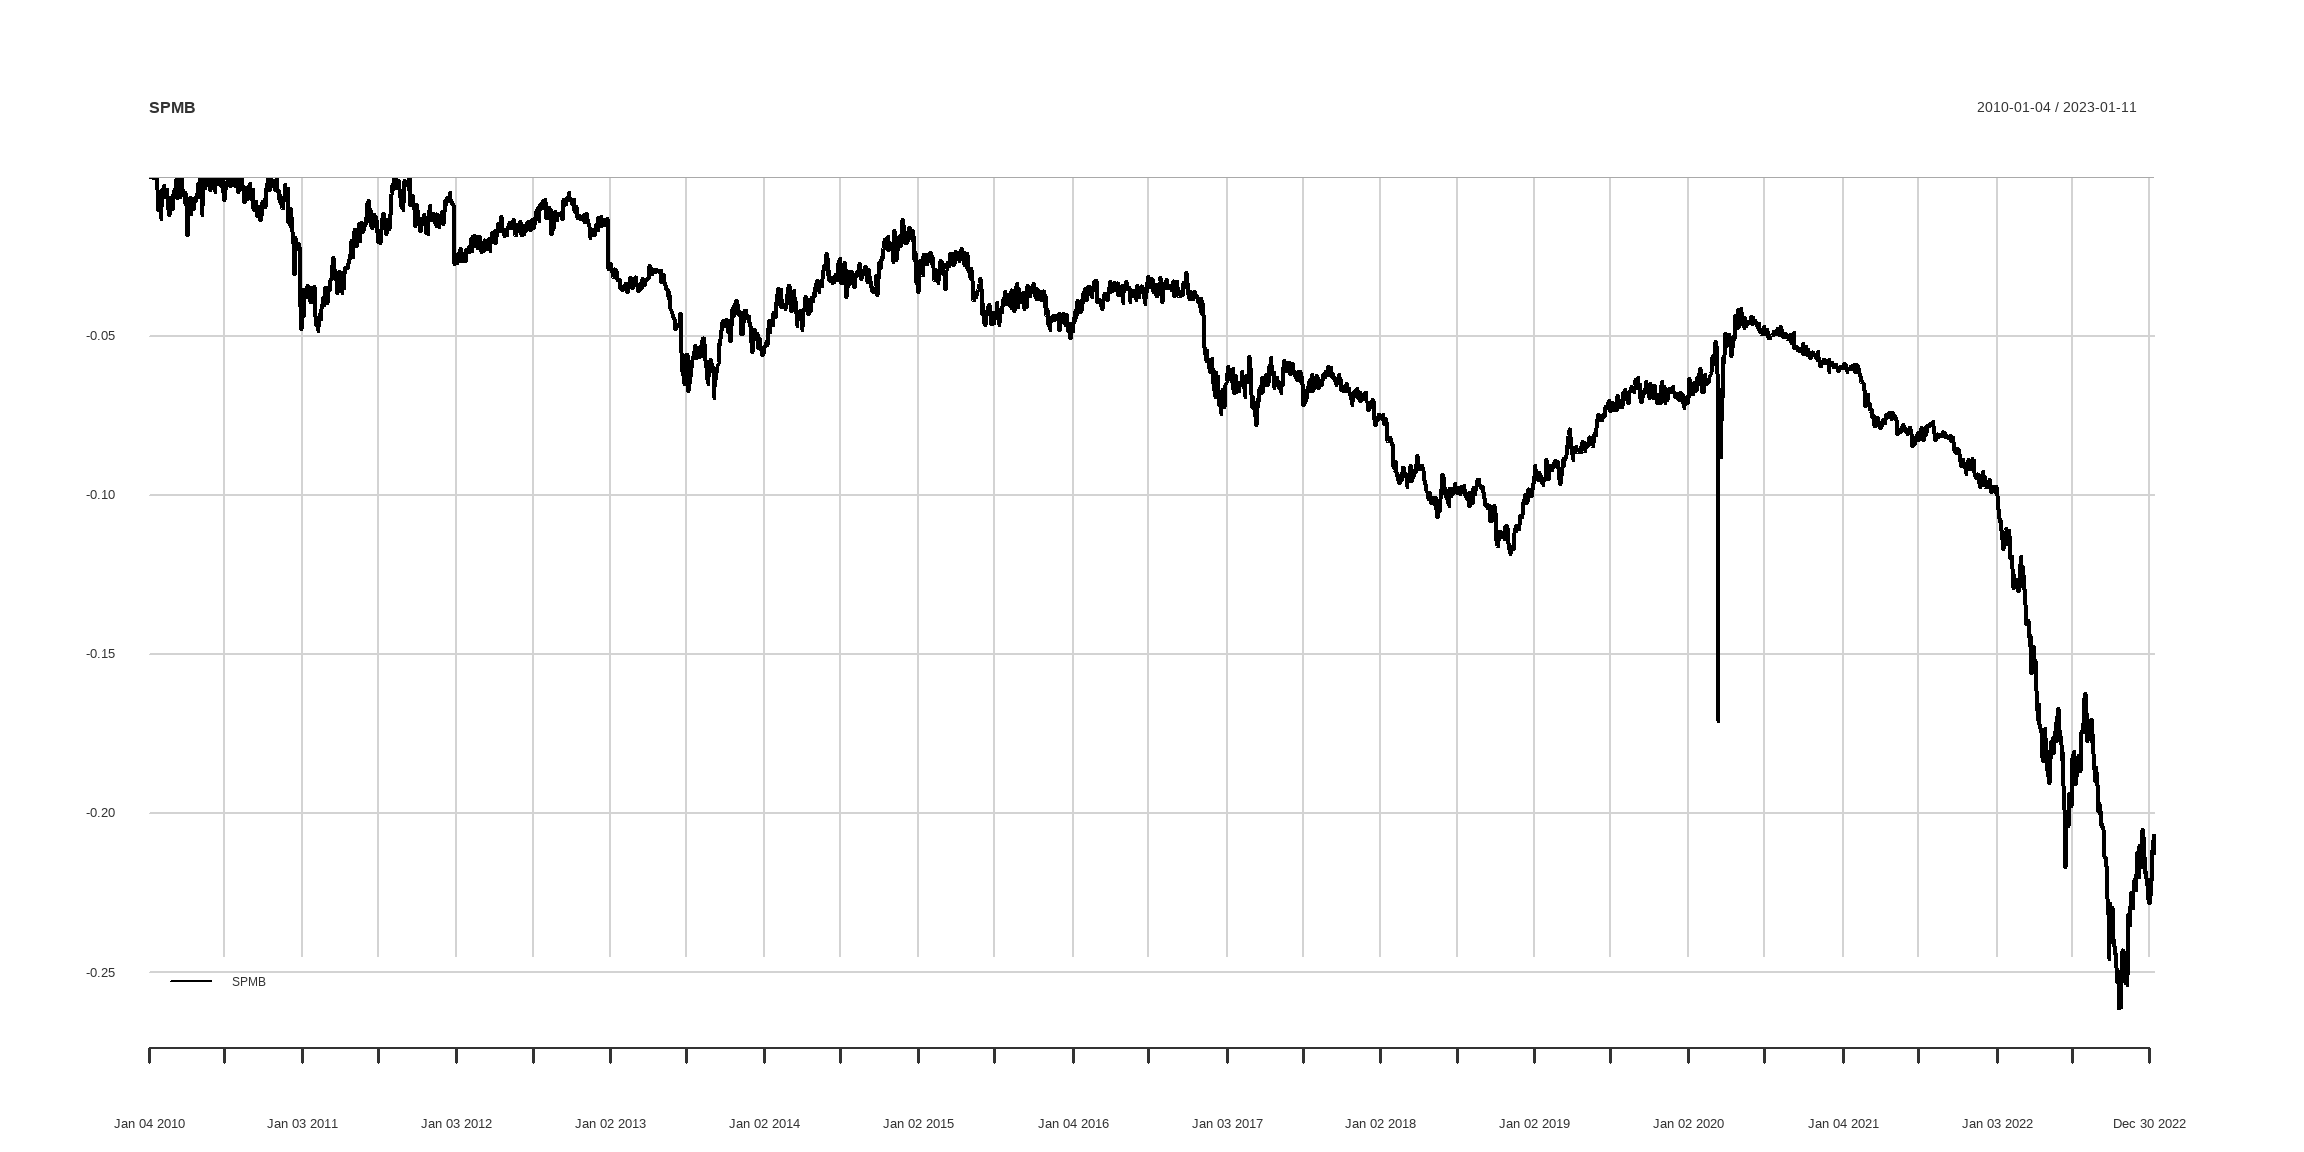 SPMB
2010-01-04 / 2023-01-11
-0.05
-0.10
-0.15
-0.20
-0.25
SPMB
Jan 04 2010
Jan 03 2011
Jan 03 2012
Jan 02 2013
Jan 02 2014
Jan 02 2015
Jan 04 2016
Jan 03 2017
Jan 02 2018
Jan 02 2019
Jan 02 2020
Jan 04 2021
Jan 03 2022
Dec 30 2022